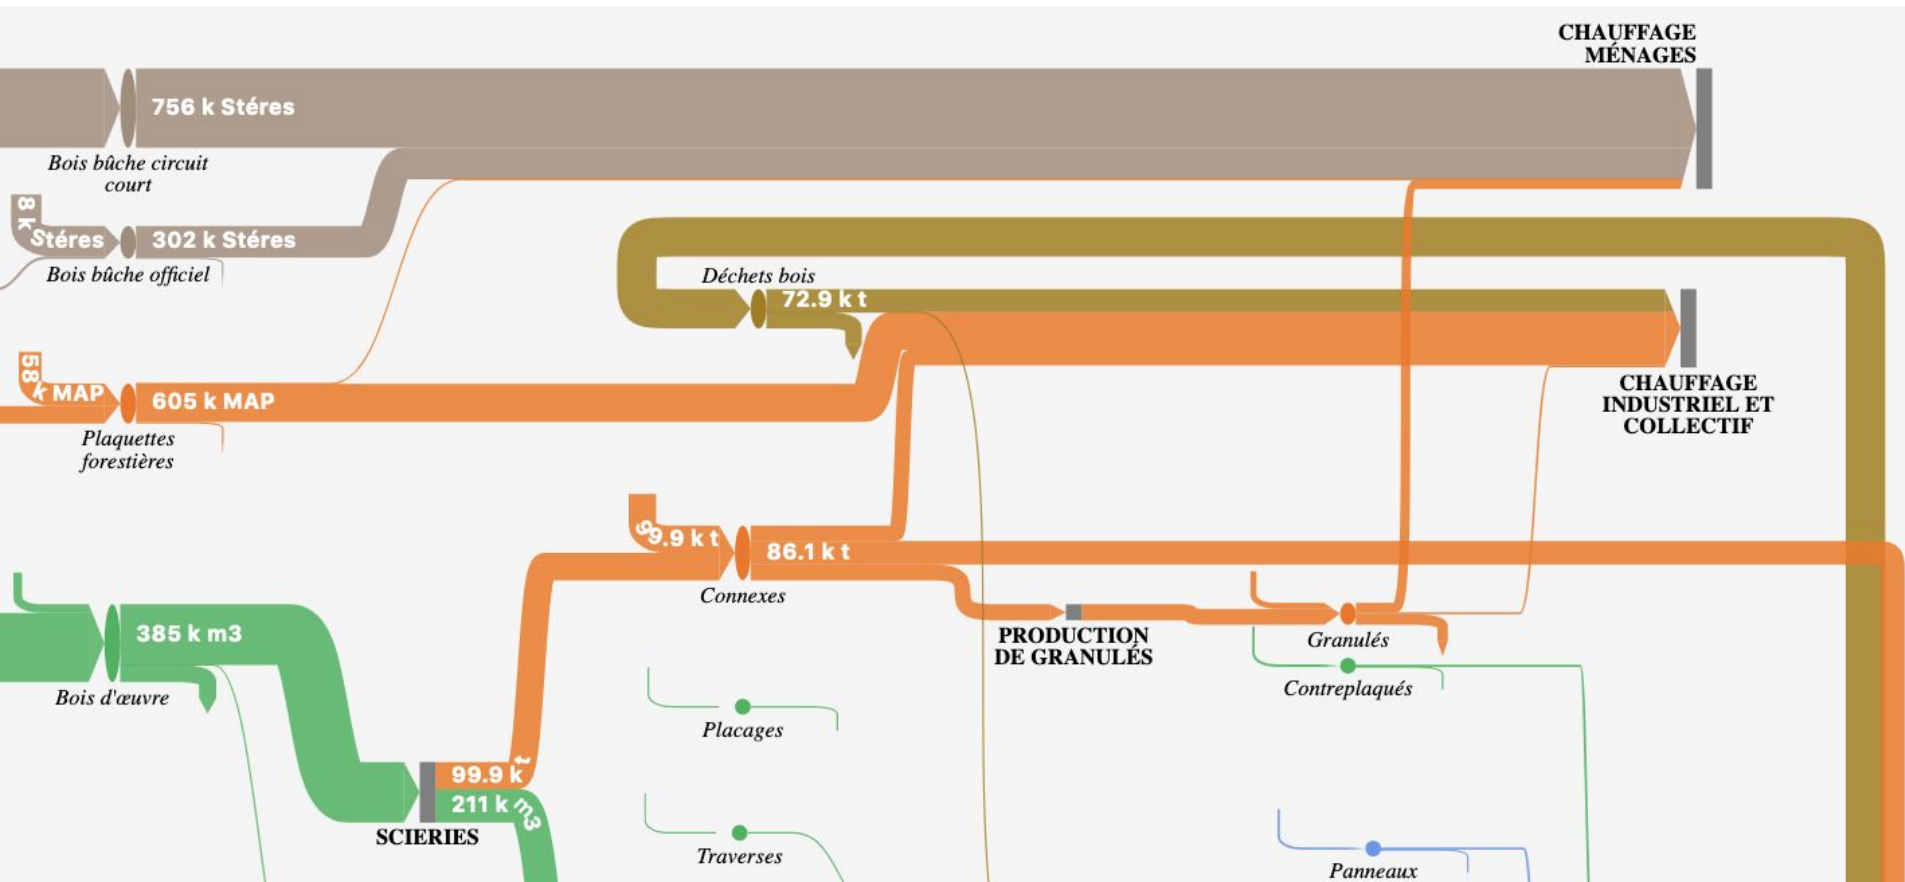 CHAUFFAGE
MÉNAGES
756 k Stéres
Bois bûche circuit
court
8 k Stéres
302 k Stéres
Bois bûche officiel
Déchets bois
72.9 k t
58 k MAP
605 k MAP
Plaquettes
forestières
CHAUFFAGE
INDUSTRIEL ET
COLLECTIF
99.9 k t
86.1 k t
Connexes
PRODUCTION
DE GRANULÉS
Granulés
Contreplaqués
385 k m3
Bois d'œuvre
Placages
99.9 k t
211 k m3
SCIERIES
Traverses
Panneaux